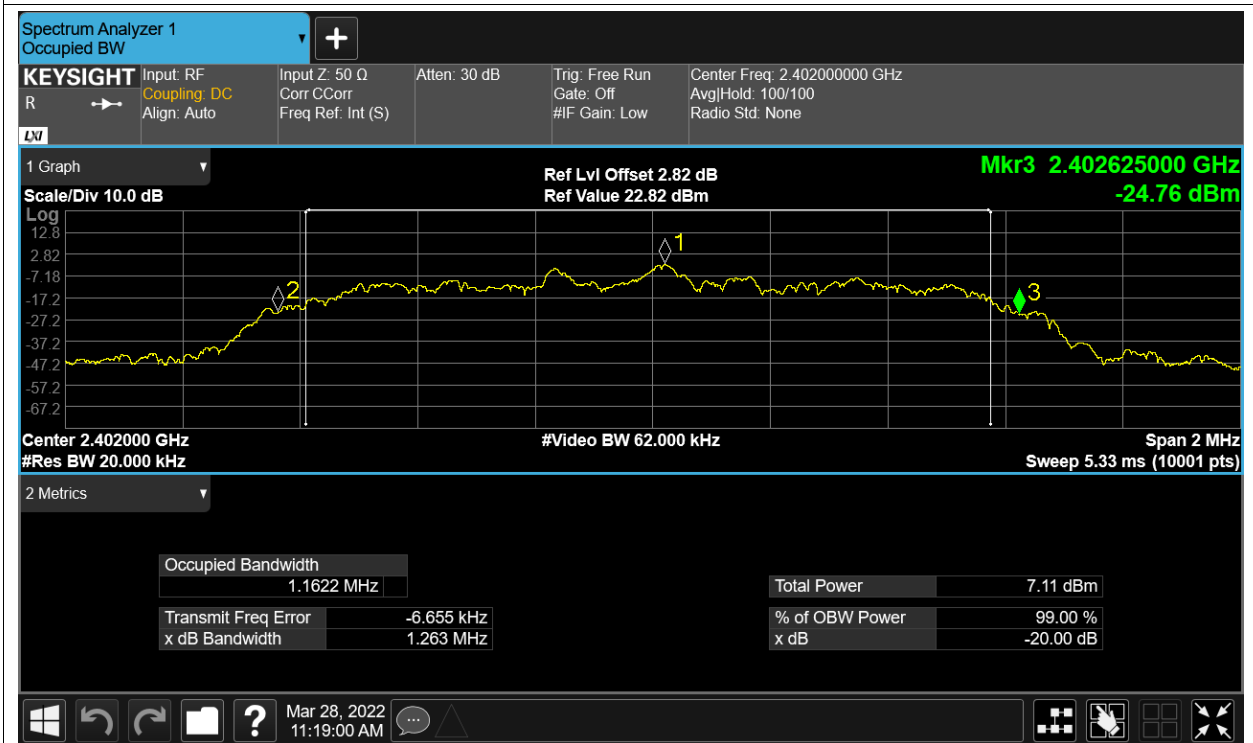 Spectrum Analyzer 1
Occupied BW
KEYSIGHT
R
LXI
Input: RF
Coupling: DC
Align: Auto
Input Z: 50 Ω
Corr CCorr
Freq Ref: Int (S)
Atten: 30 dB
Trig: Free Run
Gate: Off
#IF Gain: Low
Center Freq: 2.402000000 GHz
Avg|Hold: 100/100
Radio Std: None
1 Graph
Scale/Div 10.0 dB
Ref Lvl Offset 2.82 dB
Ref Value 22.82 dBm
Mkr3 2.402625000 GHz
-24.76 dBm
Log
12.8
2.82
-7.18
-17.2
-27.2
-37.2
-47.2
-57.2
-67.2
1
2
3
Center 2.402000 GHz
#Video BW 62.000 kHz
Span 2 MHz
#Res BW 20.000 kHz
Sweep 5.33 ms (10001 pts)
2 Metrics
Occupied Bandwidth
1.1622 MHz
Total Power 7.11 dBm
Transmit Freq Error -6.655 kHz
% of OBW Power 99.00 %
x dB Bandwidth 1.263 MHz
x dB -20.00 dB
?
Mar 28, 2022
11:19:00 AM